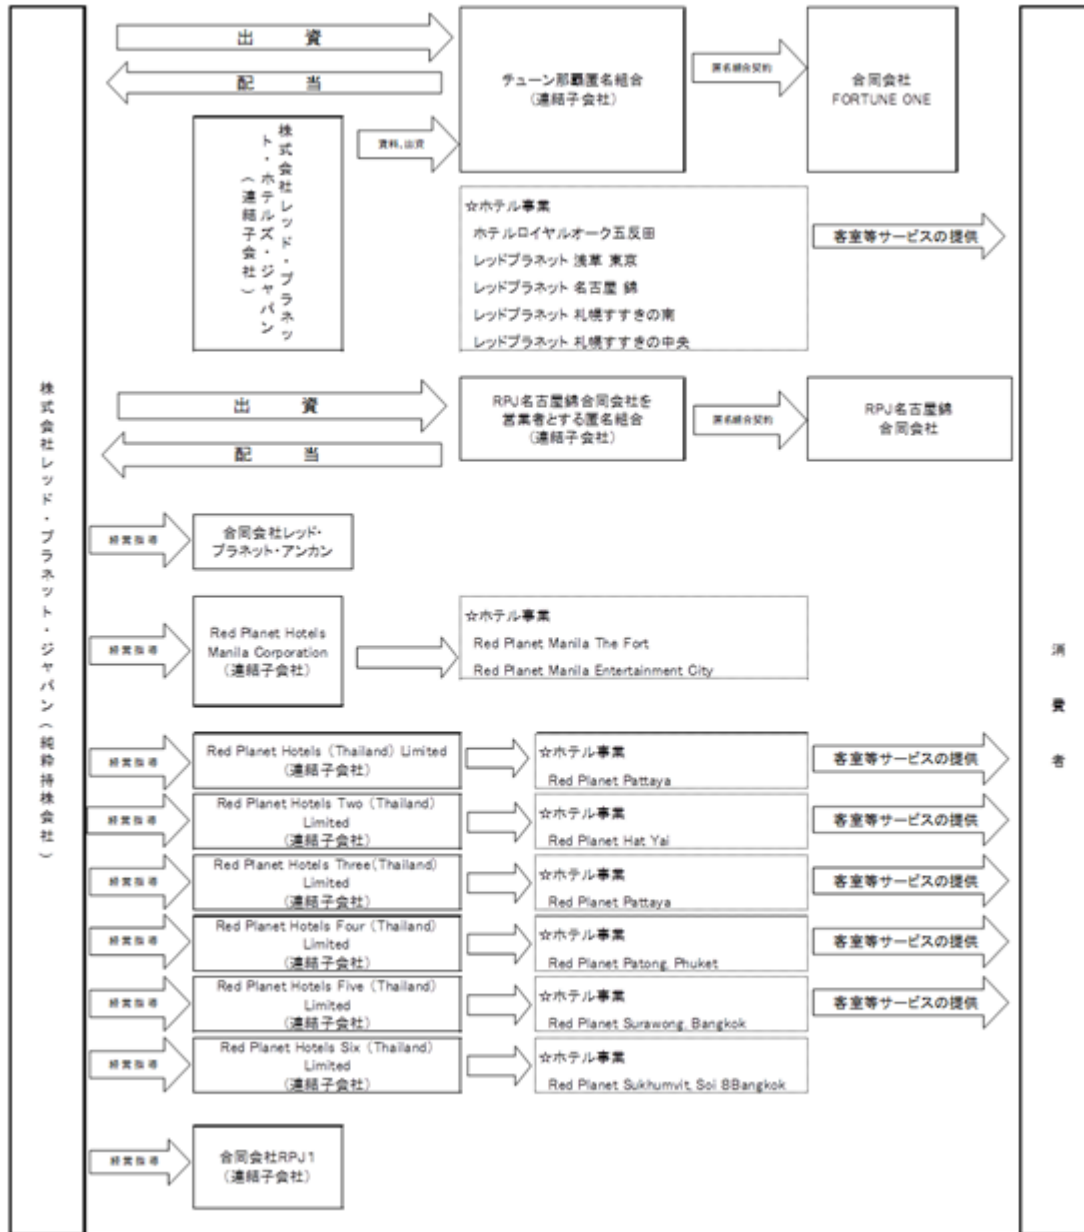 株式会社レッド・プラネット・ジャパン（純粋持株会社）
出　資
配　当
チューン那覇匿名組合
（連結子会社）
匿名組合契約
合同会社
FORTUNE ONE
株式会社レッド・プラネッ
ト・ホテルズ・ジャパン
（連結子会社）
賃料、出資
☆ホテル事業
ホテルロイヤルオーク五反田
レッドプラネット 浅草 東京
レッドプラネット 名古屋 錦
レッドプラネット 札幌すすきの南
レッドプラネット 札幌すすきの中央
客室等サービスの提供
出　資
配　当
RPJ名古屋錦合同会社を
営業者とする匿名組合
（連結子会社）
匿名組合契約
RPJ名古屋錦
合同会社
経営指導
合同会社レッド・
プラネット・アンカン
経営指導
Red Planet Hotels
Manila Corporation
（連結子会社）
☆ホテル事業
Red Planet Manila The Fort
Red Planet Manila Entertainment City
経営指導
Red Planet Hotels (Thailand) Limited
（連結子会社）
☆ホテル事業
Red Planet Pattaya
客室等サービスの提供
経営指導
Red Planet Hotels Two (Thailand)
Limited
（連結子会社）
☆ホテル事業
Red Planet Hat Yai
客室等サービスの提供
経営指導
Red Planet Hotels Three(Thailand)
Limited
（連結子会社）
☆ホテル事業
Red Planet Pattaya
客室等サービスの提供
経営指導
Red Planet Hotels Four (Thailand)
Limited
（連結子会社）
☆ホテル事業
Red Planet Patong, Phuket
客室等サービスの提供
経営指導
Red Planet Hotels Five (Thailand)
Limited
（連結子会社）
☆ホテル事業
Red Planet Surawong, Bangkok
客室等サービスの提供
経営指導
Red Planet Hotels Six (Thailand)
Limited
（連結子会社）
☆ホテル事業
Red Planet Sukhumvit, Soi 8Bangkok
経営指導
合同会社RPJ1
（連結子会社）
消費者